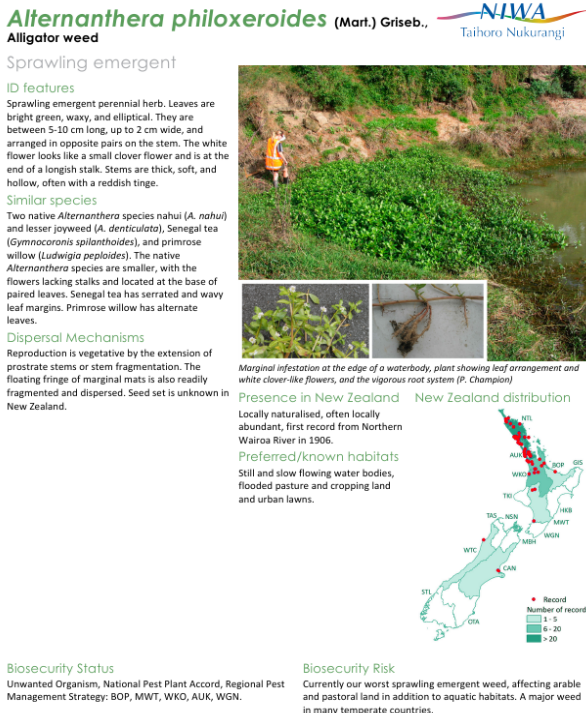 Alternanthera philoxeroides (Mart.) Griseb.,
Alligator weed
NIWA
Taihoro Nukurangi
Sprawling emergent
ID features
Sprawling emergent perennial herb. Leaves are
bright green, waxy, and elliptical. They are
between 5-10 cm long, up to 2 cm wide, and
arranged in opposite pairs on the stem. The white
flower looks like a small clover flower and is at the
end of a longish stalk. Stems are thick, soft, and
hollow, often with a reddish tinge.
Similar species
Two native Alternanthera species nahui (A. nahui)
and lesser joyweed (A. denticulata), Senegal tea
(Gymnocoronis spilanthoides), and primrose
willow (Ludwigia peploides). The native
Alternanthera species are smaller, with the
flowers lacking stalks and located at the base of
paired leaves. Senegal tea has serrated and wavy
leaf margins. Primrose willow has alternate
leaves.
Dispersal Mechanisms
Reproduction is vegetative by the extension of
prostrate stems or stem fragmentation. The
floating fringe of marginal mats is also readily
fragmented and dispersed. Seed set is unknown in
New Zealand.
Marginal infestation at the edge of a waterbody, plant showing leaf arrangement and
white clover-like flowers, and the vigorous root system (P. Champion)
Presence in New Zealand
Locally naturalised, often locally
abundant, first record from Northern
Wairoa River in 1906.
Preferred/known habitats
Still and slow flowing water bodies,
flooded pasture and cropping land
and urban lawns.
New Zealand distribution
NTL
AUK
BOP
GIS
WKO
TKI
HKB
MWT
WGN
TAS
NSN
MBH
WTC
CAN
STL
OTA
Record
Number of record
1 - 5
6 - 20
> 20
Biosecurity Status
Unwanted Organism, National Pest Plant Accord, Regional Pest
Management Strategy: BOP, MWT, WKO, AUK, WGN.
Biosecurity Risk
Currently our worst sprawling emergent weed, affecting arable
and pastoral land in addition to aquatic habitats. A major weed
in many temperate countries.